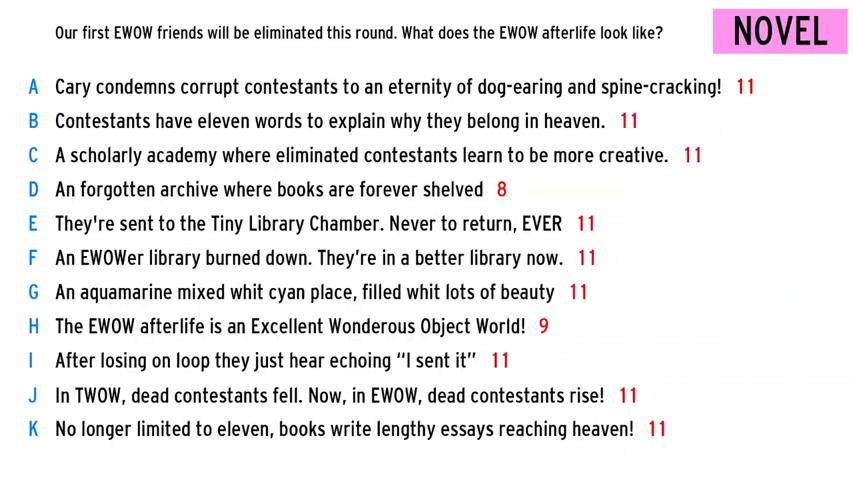 Our first EWOW friends will be eliminated this round. What does the EWOW afterlife look like?
NOVEL
A Cary condemns corrupt contestants to an eternity of dog-earing and spine-cracking! 11
B Contestants have eleven words to explain why they belong in heaven. 11
C A scholarly academy where eliminated contestants learn to be more creative. 11
D An forgotten archive where books are forever shelved 8
E They're sent to the Tiny Library Chamber. Never to return, EVER 11
F An EWOWer library burned down. They're in a better library now. 11
G An aquamarine mixed whit cyan place, filled whit lots of beauty 11
H The EWOW afterlife is an Excellent Wonderous Object World! 9
I After losing on loop they just hear echoing “I sent it” 11
J In TWOW, dead contestants fell. Now, in EWOW, dead contestants rise! 11
K No longer limited to eleven, books write lengthy essays reaching heaven! 11